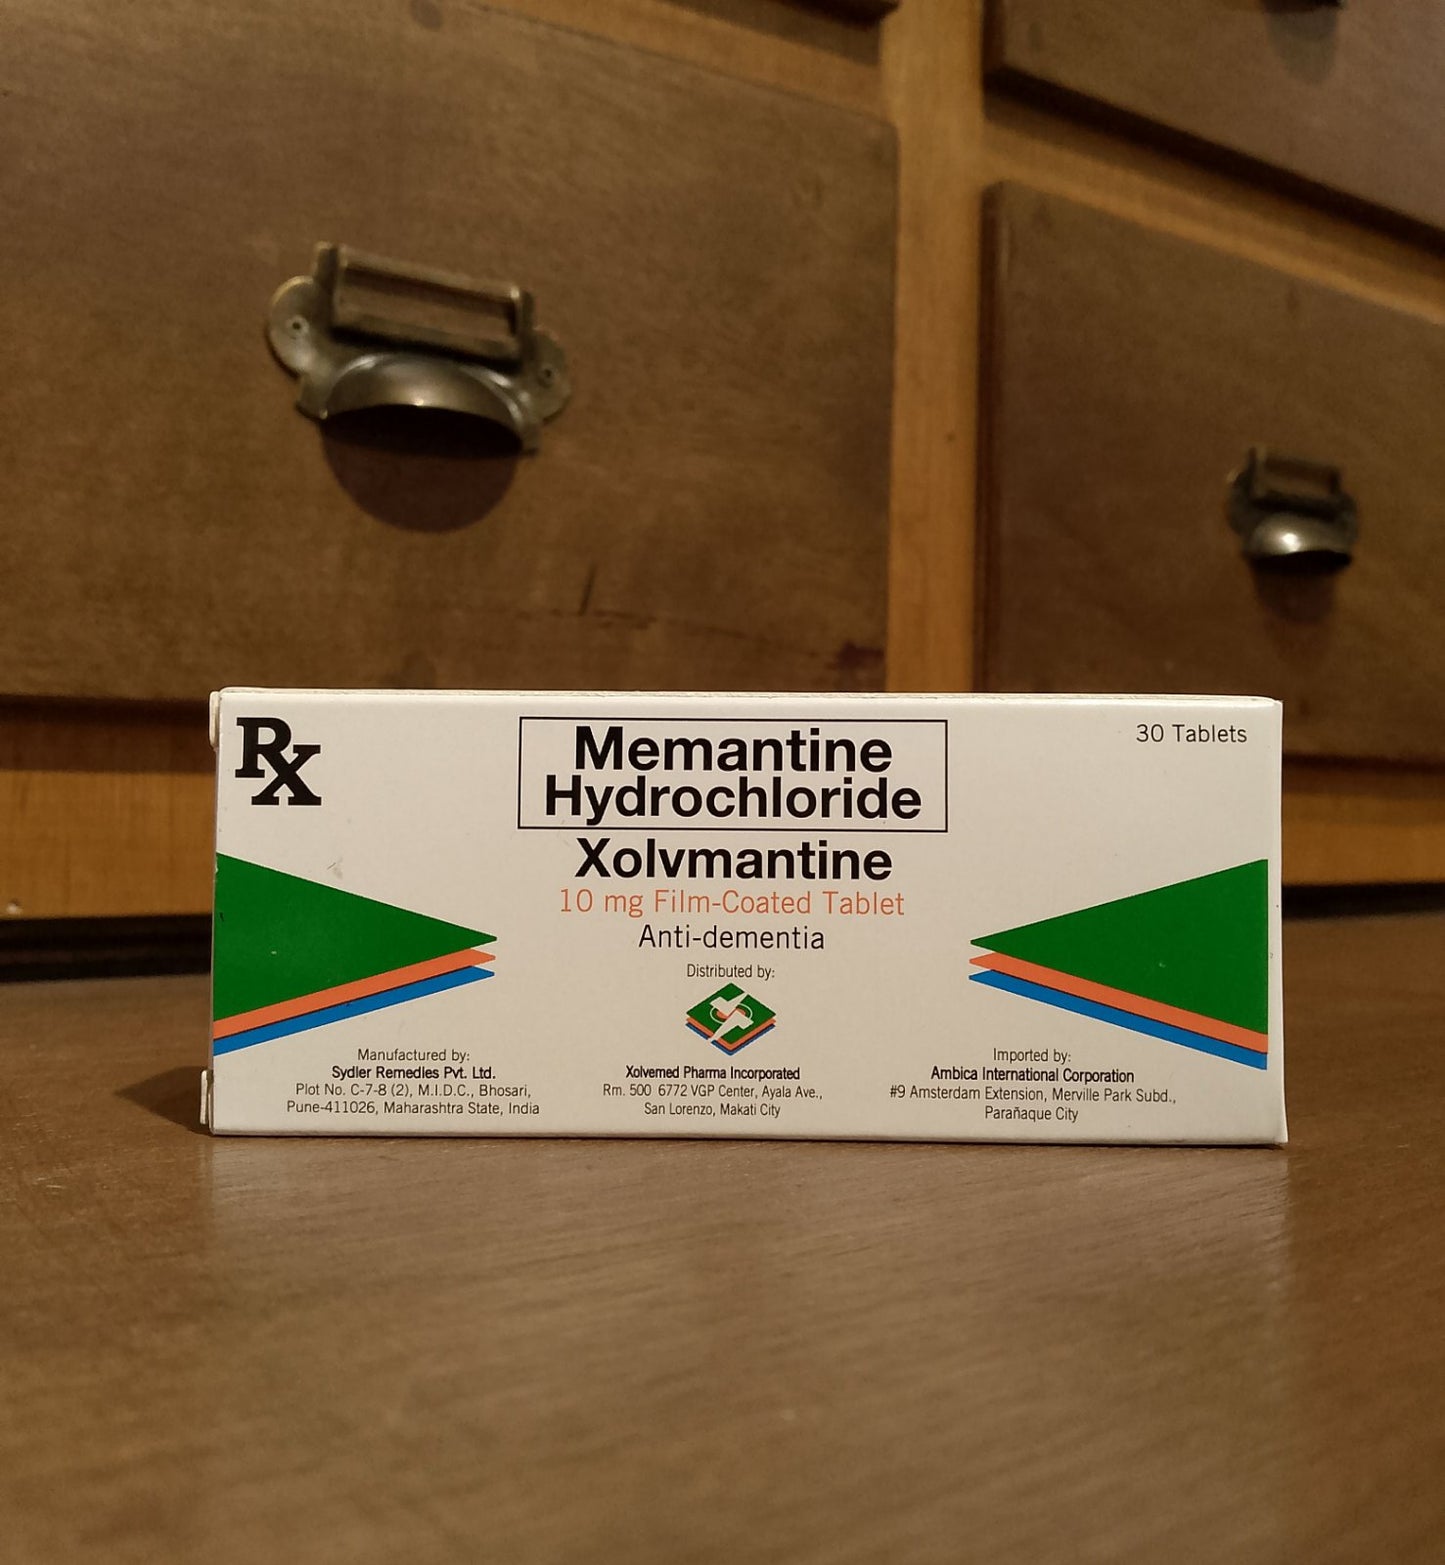 Rx
30 Tablets
Memantine
Hydrochloride
Xolvmantine
10 mg Film-Coated Tablet
Anti-dementia
Distributed by:
Xolvemed Pharma Incorporated
Rm. 500 6772 VGP Center, Ayala Ave.,
San Lorenzo, Makati City
Manufactured by:
Sydler Remedies Pvt. Ltd.
Plot No. C-7-8 (2), M.I.D.C., Bhosari,
Pune-411026, Maharashtra State, India
Imported by:
Ambica International Corporation
#9 Amsterdam Extension, Merville Park Subd.,
Parañaque City